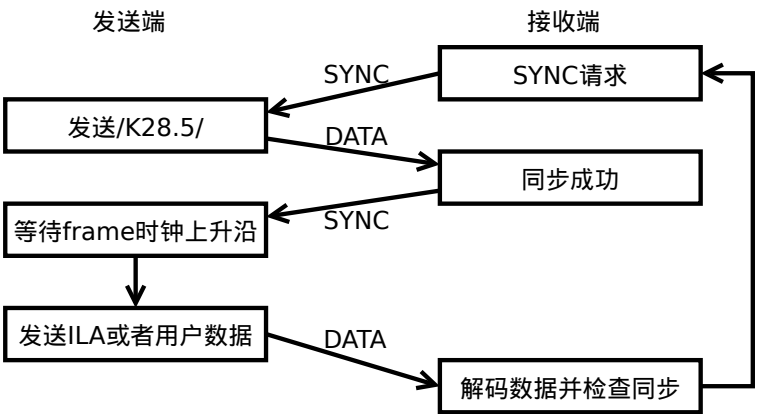 发送端
接收端
SYNC
SYNC请求
发送/K28.5/
DATA
同步成功
SYNC
等待frame时钟上升沿
发送ILA或者用户数据
DATA
解码数据并检查同步